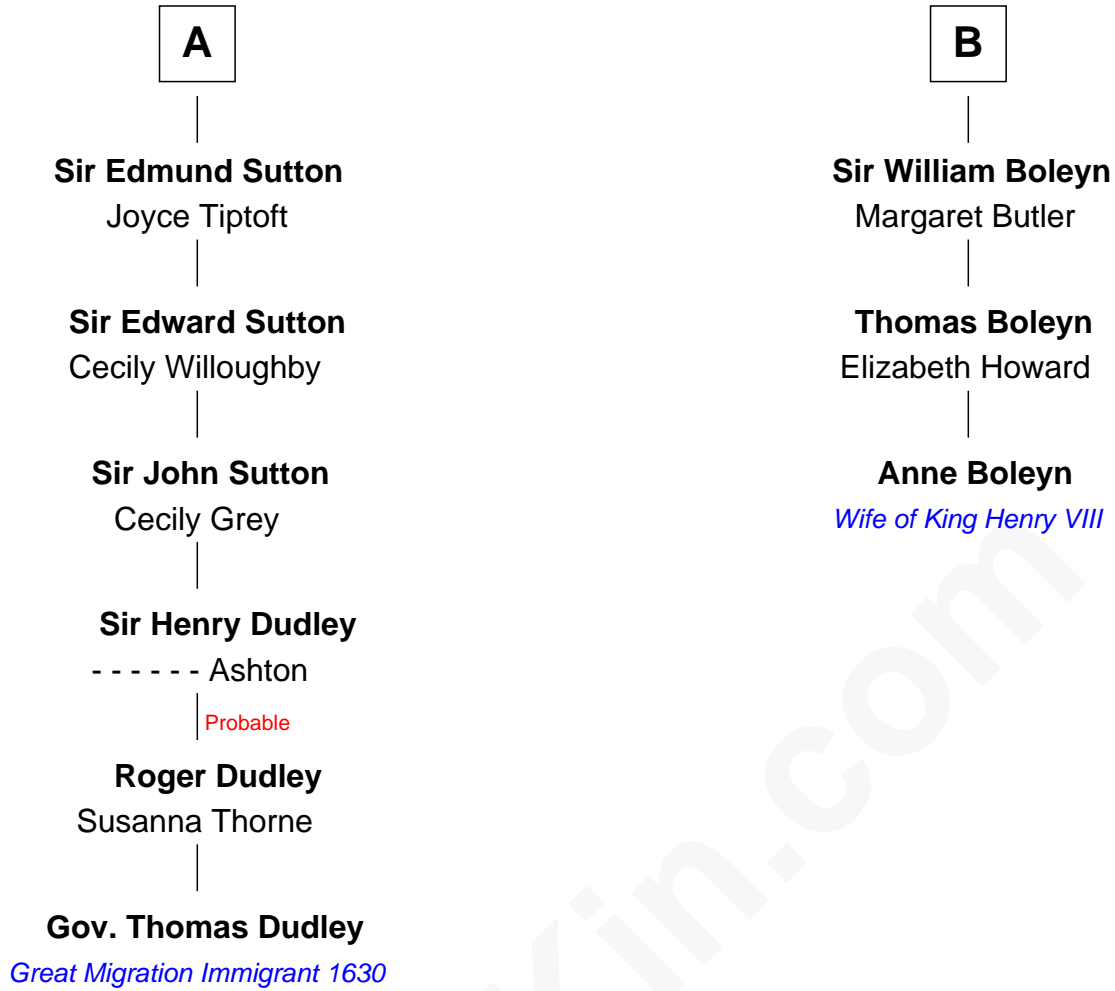 A
Sir Edmund Sutton
Joyce Tiptoft
Sir Edward Sutton
Cecily Willoughby
Sir John Sutton
Cecily Grey
Sir Henry Dudley
- - - - - - Ashton
Probable
Roger Dudley
Susanna Thorne
Gov. Thomas Dudley
Great Migration Immigrant 1630
B
Sir William Boleyn
Margaret Butler
Thomas Boleyn
Elizabeth Howard
Anne Boleyn
Wife of King Henry VIII
Kin.com